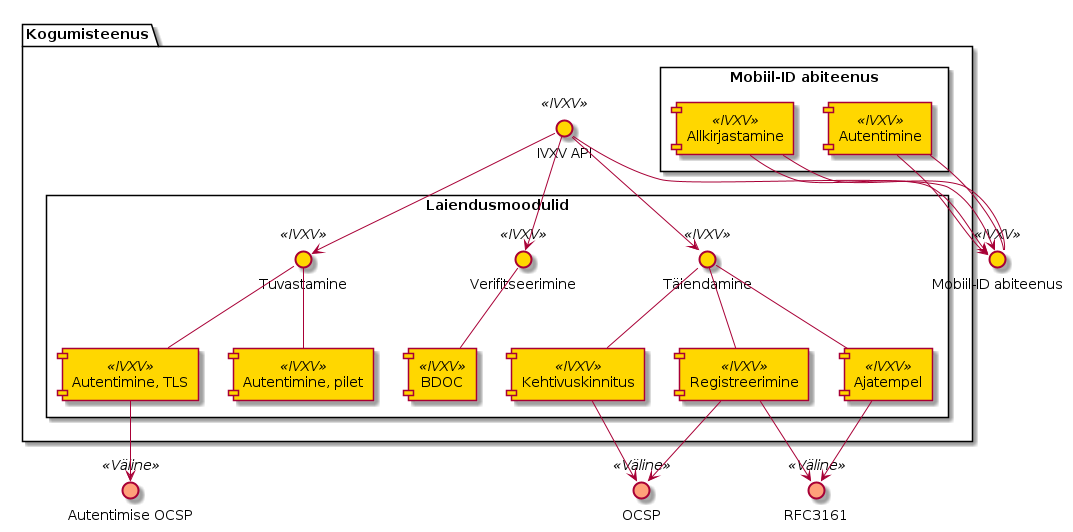 Kogumisteenus
Mobiil-ID abiteenus
«IVXV»
Allkirjastamine
«IVXV»
Autentimine
«IVXV»
IVXV API
Laiendusmoodulid
«IVXV»
Tuvastamine
«IVXV»
Verifitseerimine
«IVXV»
Täiendamine
«IVXV»
Mobiil-ID abiteenus
«IVXV»
Autentimine, TLS
«IVXV»
Autentimine, pilet
«IVXV»
BDOC
«IVXV»
Kehtivuskinnitus
«IVXV»
Registreerimine
«IVXV»
Ajatempel
«Väline»
Autentimise OCSP
«Väline»
OCSP
«Väline»
RFC3161